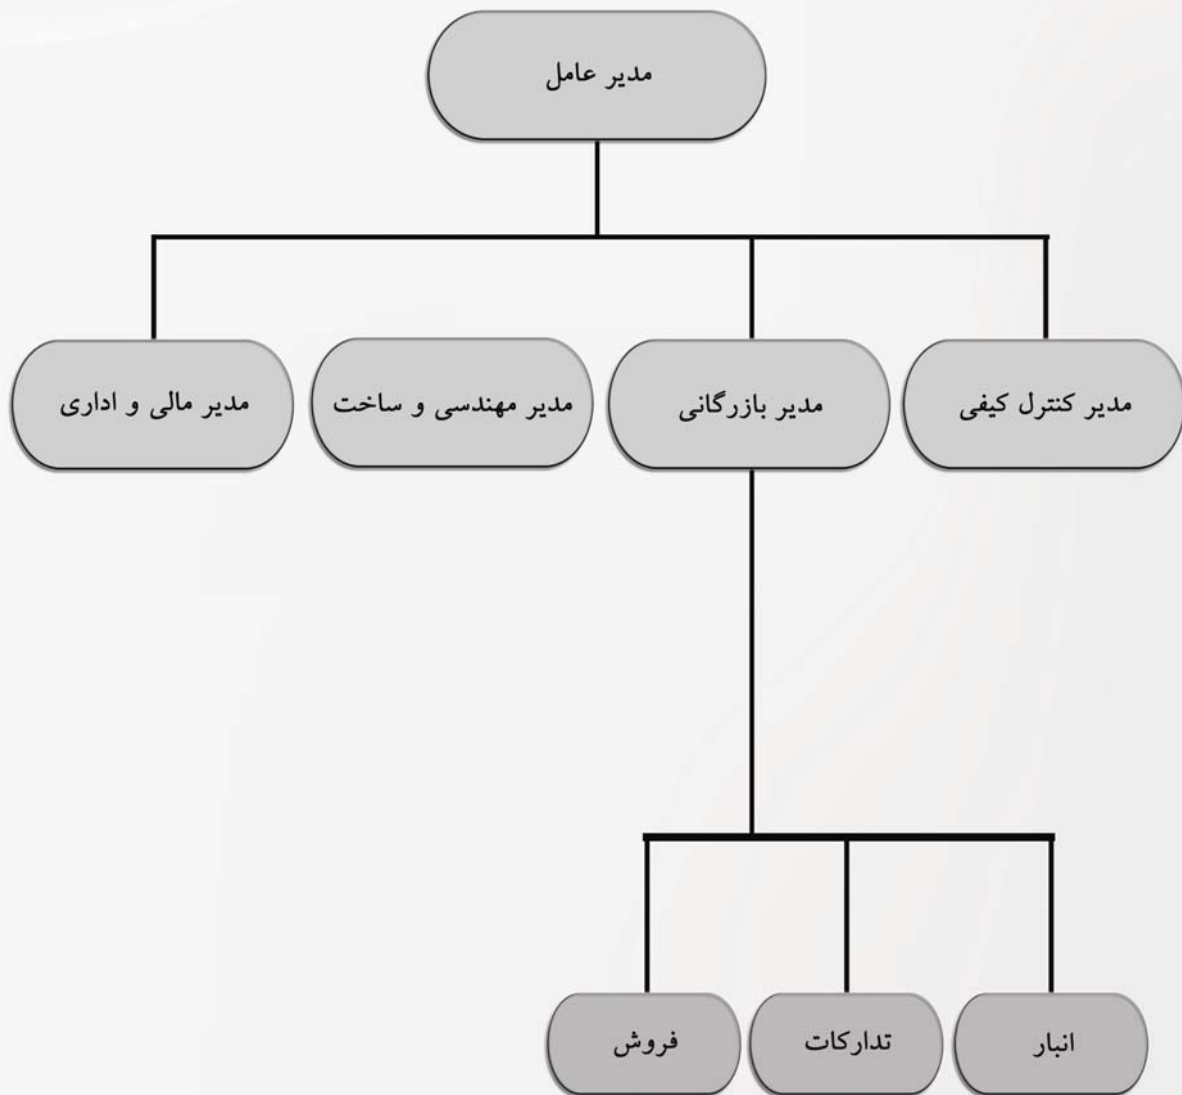 مدیر عامل
مدیر کنترل کیفی
مدیر بازرگانی
مدیر مهندسی و ساخت
مدیر مالی و اداری
انبار
تدارکات
فروش